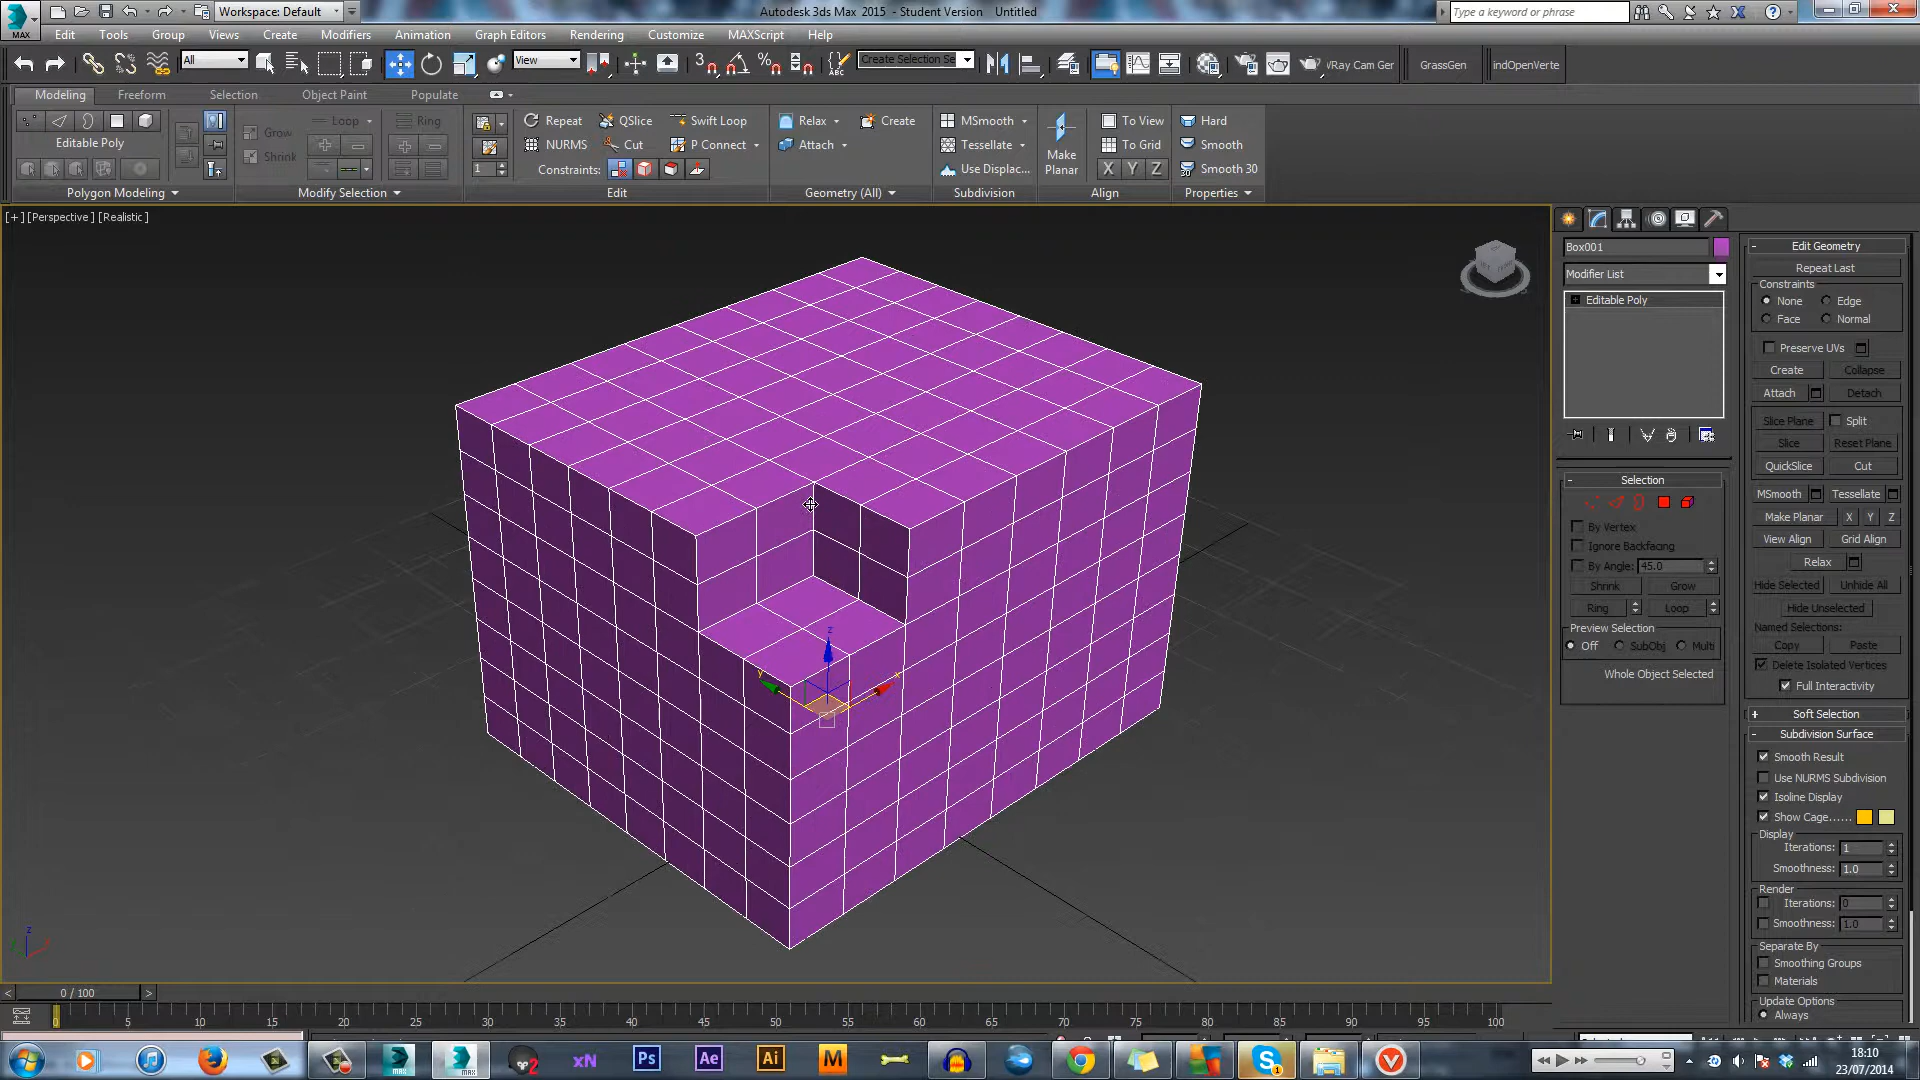 Workspace: Default
Autodesk 3ds Max 2015 - Student Version Untitled
Type a keyword or phrase
MAX
Edit Tools Group Views Create Modifiers Animation Graph Editors Rendering Customize MAXScript Help
All View Create Selection Se VRay Cam Ger GrassGen indOpenVerte
Modeling Freeform Selection Object Paint Populate
Loop Ring Repeat QSlice Swift Loop Relax Create MSmooth To View Hard
Editable Poly Grow NURMS Cut P Connect Attach Tessellate Make Planar To Grid Smooth
Shrink 1 Constraints: Use Displac... X Y Z Smooth 30
Polygon Modeling Modify Selection Edit Geometry (All) Subdivision Align Properties
[+] [Perspective] [Realistic]
Box001
Modifier List
Editable Poly
Selection
By Vertex
Ignore Backfacing
By Angle: 45.0
Shrink Grow
Ring Loop
Preview Selection
Off SubObj Multi
Whole Object Selected
Edit Geometry
Repeat Last
Constraints
None Edge
Face Normal
Preserve UVs
Create Collapse
Attach Detach
Slice Plane Split
Slice Reset Plane
QuickSlice Cut
MSmooth Tessellate
Make Planar X Y Z
View Align Grid Align
Relax
Hide Selected Unhide All
Hide Unselected
Named Selections:
Copy Paste
Delete Isolated Vertices
Full Interactivity
Soft Selection
Subdivision Surface
Smooth Result
Use NURMS Subdivision
Isoline Display
Show Cage......
Display
Iterations: 1
Smoothness: 1.0
Render
Iterations: 0
Smoothness: 1.0
Separate By
Smoothing Groups
Materials
Update Options
Always
z
y x
z
0 / 100
0 5 10 15 20 25 30 35 40 45 50 55 60 65 70 75 80 85 90 95 100
MAX MAX 2 xN Ps Ae Ai M
18:10
23/07/2014